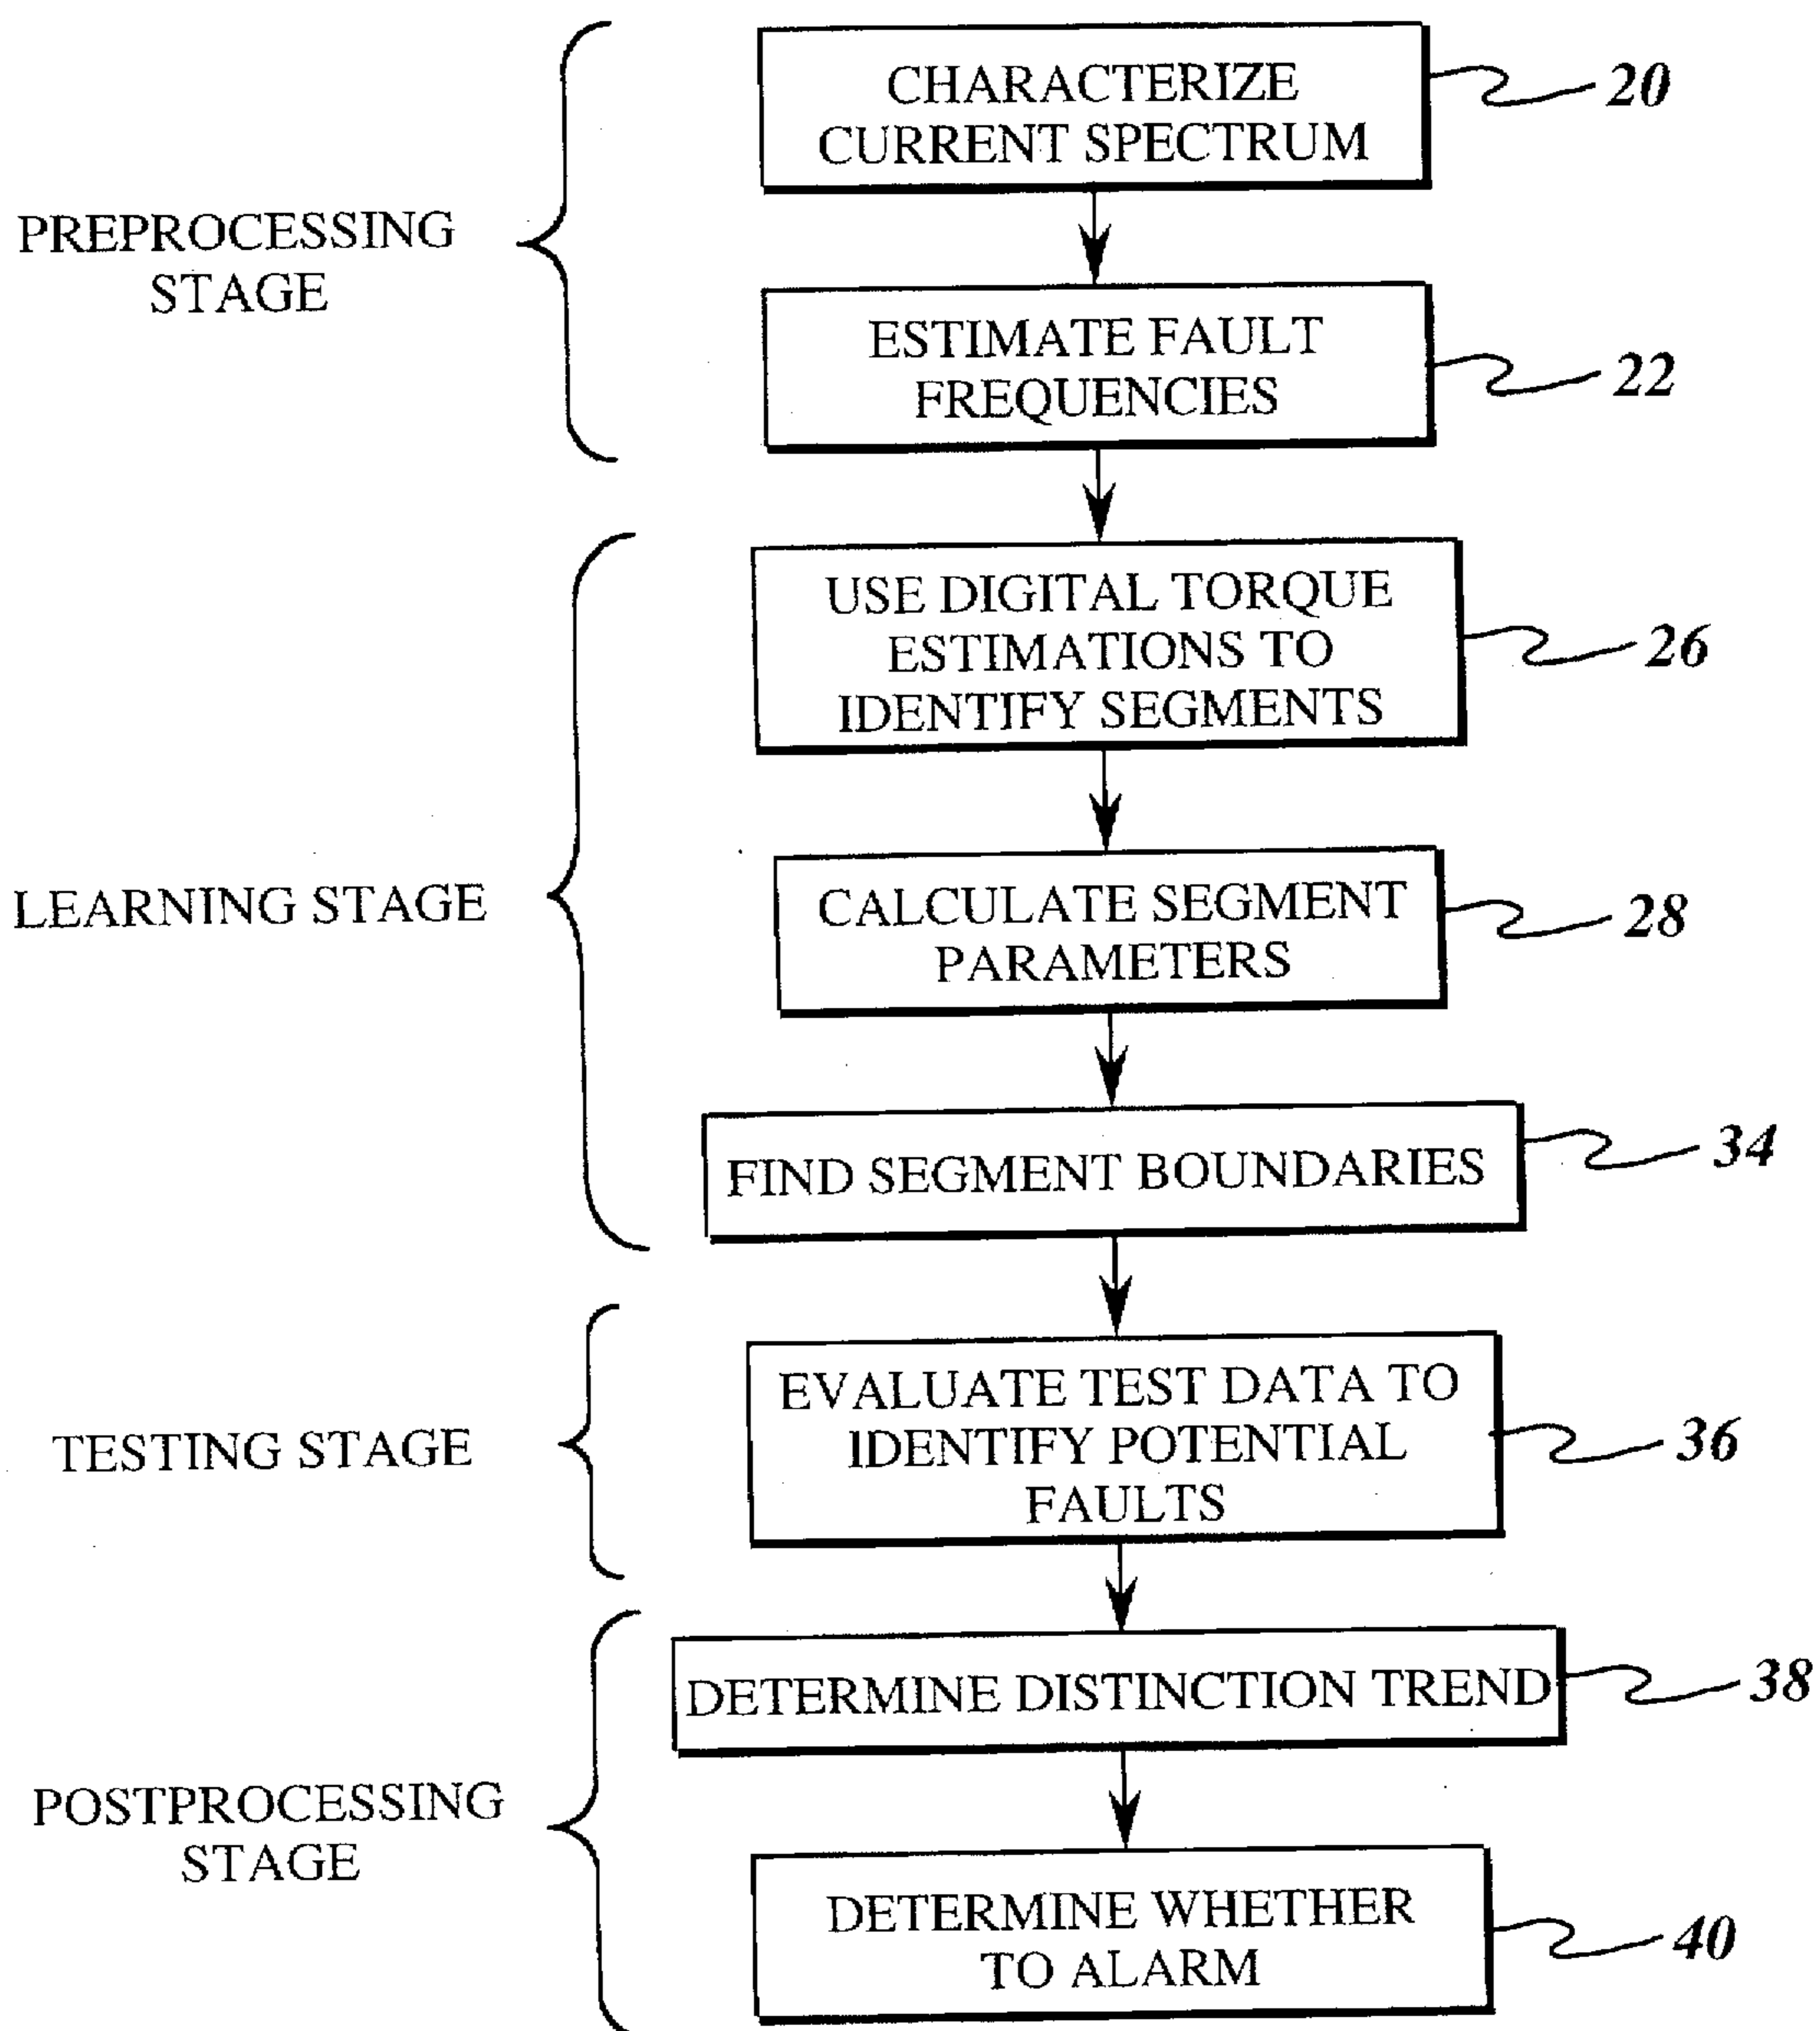 CHARACTERIZE
CURRENT SPECTRUM
20
PREPROCESSING
STAGE
ESTIMATE FAULT
FREQUENCIES
22
USE DIGITAL TORQUE
ESTIMATIONS TO
IDENTIFY SEGMENTS
26
LEARNING STAGE
CALCULATE SEGMENT
PARAMETERS
28
FIND SEGMENT BOUNDARIES
34
TESTING STAGE
EVALUATE TEST DATA TO
IDENTIFY POTENTIAL
FAULTS
36
DETERMINE DISTINCTION TREND
38
POSTPROCESSING
STAGE
DETERMINE WHETHER
TO ALARM
40